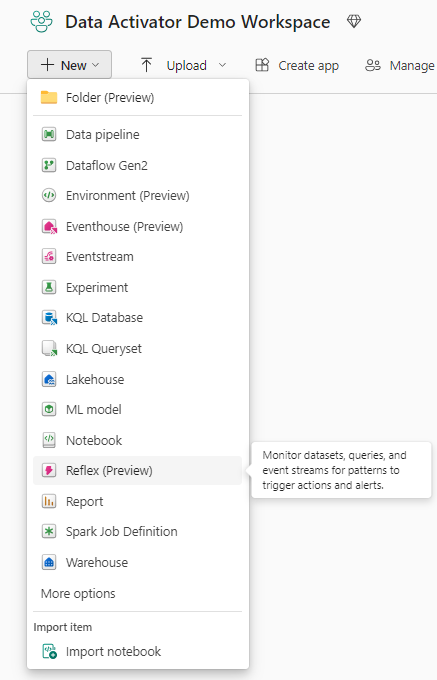 Data Activator Demo Workspace
New
Upload
Create app
Manage
Folder (Preview)
Data pipeline
Dataflow Gen2
Environment (Preview)
Eventhouse (Preview)
Eventstream
Experiment
KQL Database
KQL Queryset
Lakehouse
ML model
Notebook
Reflex (Preview)
Monitor datasets, queries, and
event streams for patterns to
trigger actions and alerts.
Report
Spark Job Definition
Warehouse
More options
Import item
Import notebook